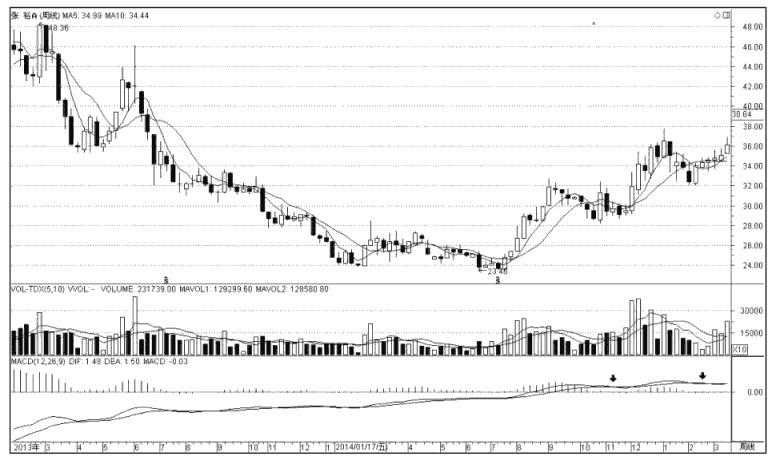 张 裕A (周线) MA5: 34.99 MA10: 34.44
48.36
48.00
46.00
44.00
42.00
40.00
38.64
38.00
36.00
34.00
32.00
30.00
28.00
26.00
24.00
23.46
S
S
VOL-TDX(5,10) VVOL: - VOLUME: 231739.00 MAVOL1: 129299.60 MAVOL2: 128580.80
30000
15000
X10
MACD(12,26,9) DIF: 1.48 DEA: 1.50 MACD: -0.03
0.00
2013年 3 4 5 6 7 8 9 10 11 12 1 2014/01/17(五) 4 5 6 7 8 9 10 11 12 1 2 3 周线